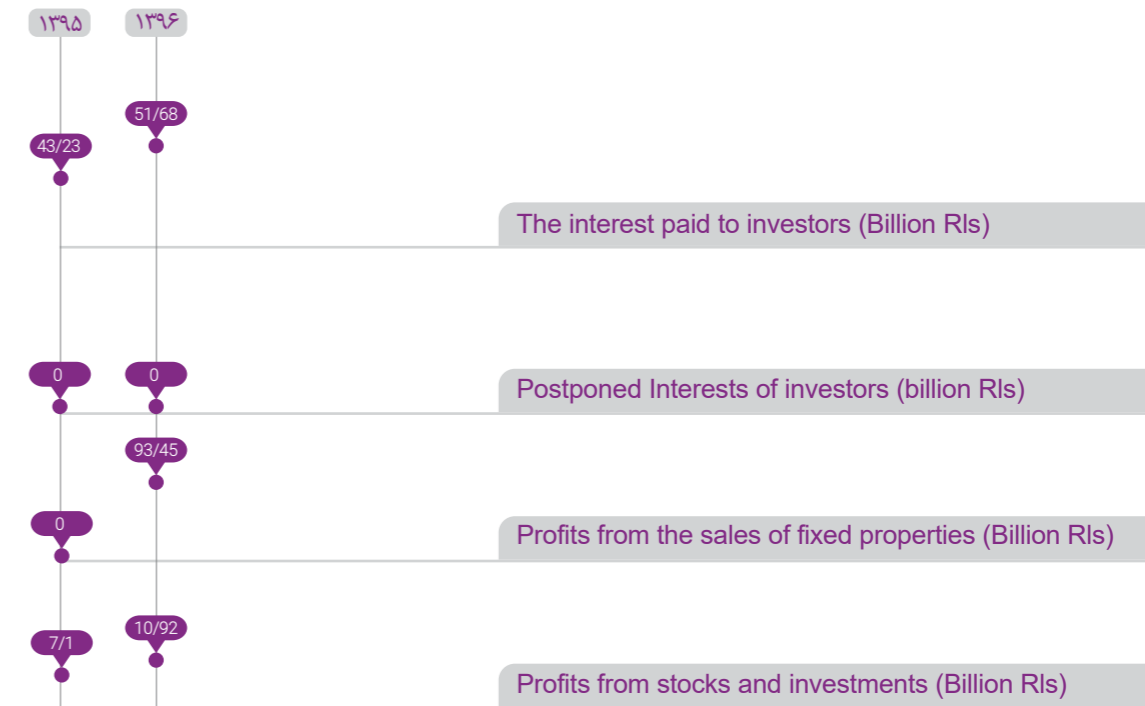 ۱۳۹۵ ۱۳۹۶
51/68
43/23
The interest paid to investors (Billion Rls)
0 0
Postponed Interests of investors (billion Rls)
93/45
0
Profits from the sales of fixed properties (Billion Rls)
10/92
7/1
Profits from stocks and investments (Billion Rls)